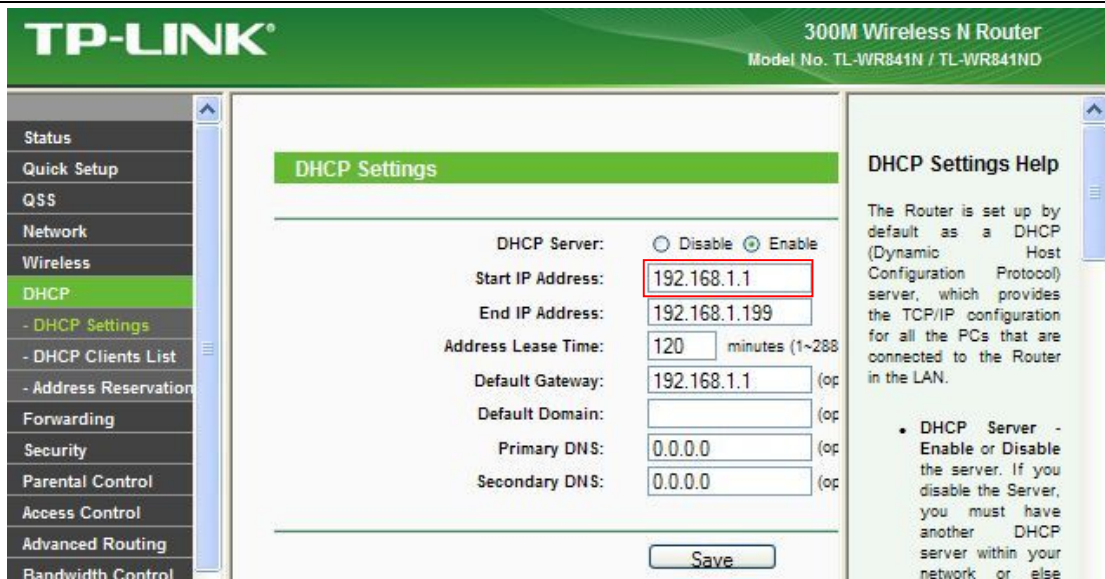 TP-LINK®
300M Wireless N Router
Model No. TL-WR841N / TL-WR841ND
Status
Quick Setup
QSS
Network
Wireless
DHCP
- DHCP Settings
- DHCP Clients List
- Address Reservation
Forwarding
Security
Parental Control
Access Control
Advanced Routing
Bandwidth Control
DHCP Settings
DHCP Server: Disable Enable
Start IP Address: 192.168.1.1
End IP Address: 192.168.1.199
Address Lease Time: 120 minutes (1~288
Default Gateway: 192.168.1.1 (op
Default Domain: (op
Primary DNS: 0.0.0.0 (op
Secondary DNS: 0.0.0.0 (op
Save
DHCP Settings Help
The Router is set up by
default as a DHCP
(Dynamic Host
Configuration Protocol)
server, which provides
the TCP/IP configuration
for all the PCs that are
connected to the Router
in the LAN.
• DHCP Server -
Enable or Disable
the server. If you
disable the Server,
you must have
another DHCP
server within your
network or else